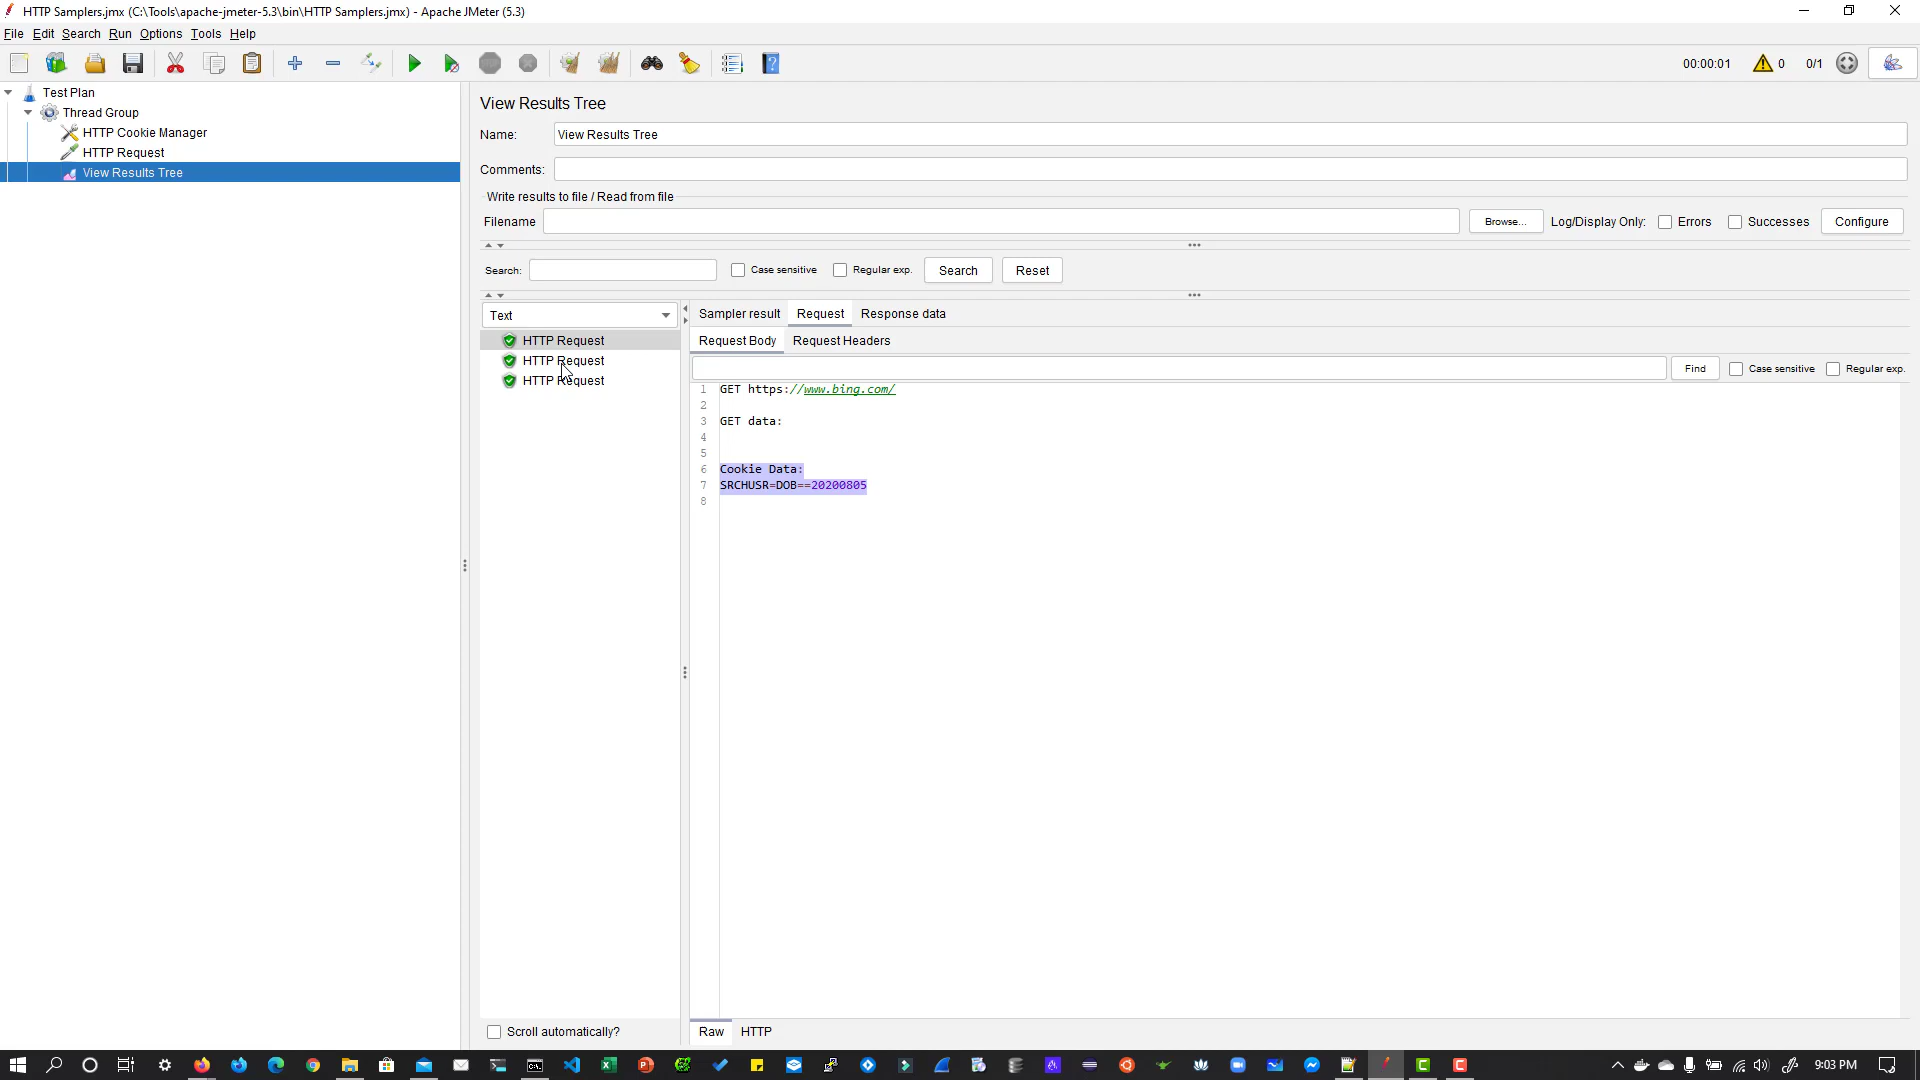 HTTP Samplers.jmx (C:\Tools\apache-jmeter-5.3\bin\HTTP Samplers.jmx) - Apache JMeter (5.3)
File Edit Search Run Options Tools Help
00:00:01 0 0/1
Test Plan
Thread Group
HTTP Cookie Manager
HTTP Request
View Results Tree
View Results Tree
Name: View Results Tree
Comments:
Write results to file / Read from file
Filename Browse... Log/Display Only: Errors Successes Configure
Search: Case sensitive Regular exp. Search Reset
Text
HTTP Request
HTTP Request
HTTP Request
Scroll automatically?
Sampler result Request Response data
Request Body Request Headers
Find Case sensitive Regular exp.
1 GET https://www.bing.com/
2
3 GET data:
4
5
6 Cookie Data:
7 SRCHUSR=DOB==20200805
8
Raw HTTP
9:03 PM